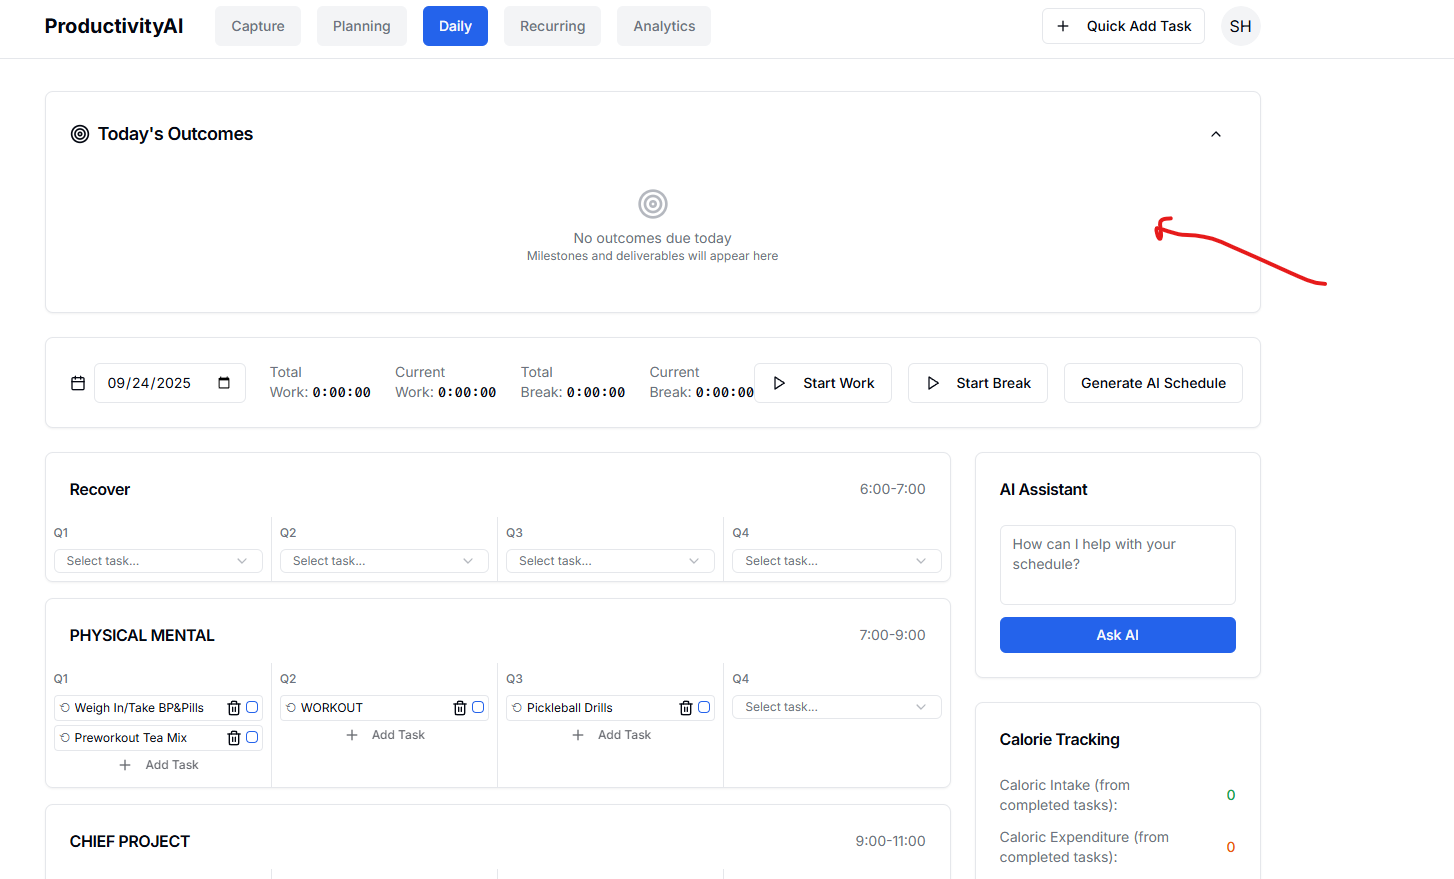 ProductivityAI
Capture
Planning
Daily
Recurring
Analytics
+ Quick Add Task
SH
Today's Outcomes
No outcomes due today
Milestones and deliverables will appear here
09/24/2025
Total
Work: 0:00:00
Current
Work: 0:00:00
Total
Break: 0:00:00
Current
Break: 0:00:00
Start Work
Start Break
Generate AI Schedule
Recover
6:00-7:00
Q1
Select task...
Q2
Select task...
Q3
Select task...
Q4
Select task...
PHYSICAL MENTAL
7:00-9:00
Q1
Weigh In/Take BP&Pills
Preworkout Tea Mix
+ Add Task
Q2
WORKOUT
+ Add Task
Q3
Pickleball Drills
+ Add Task
Q4
Select task...
CHIEF PROJECT
9:00-11:00
AI Assistant
How can I help with your
schedule?
Ask AI
Calorie Tracking
Caloric Intake (from
completed tasks):
0
Caloric Expenditure (from
completed tasks):
0